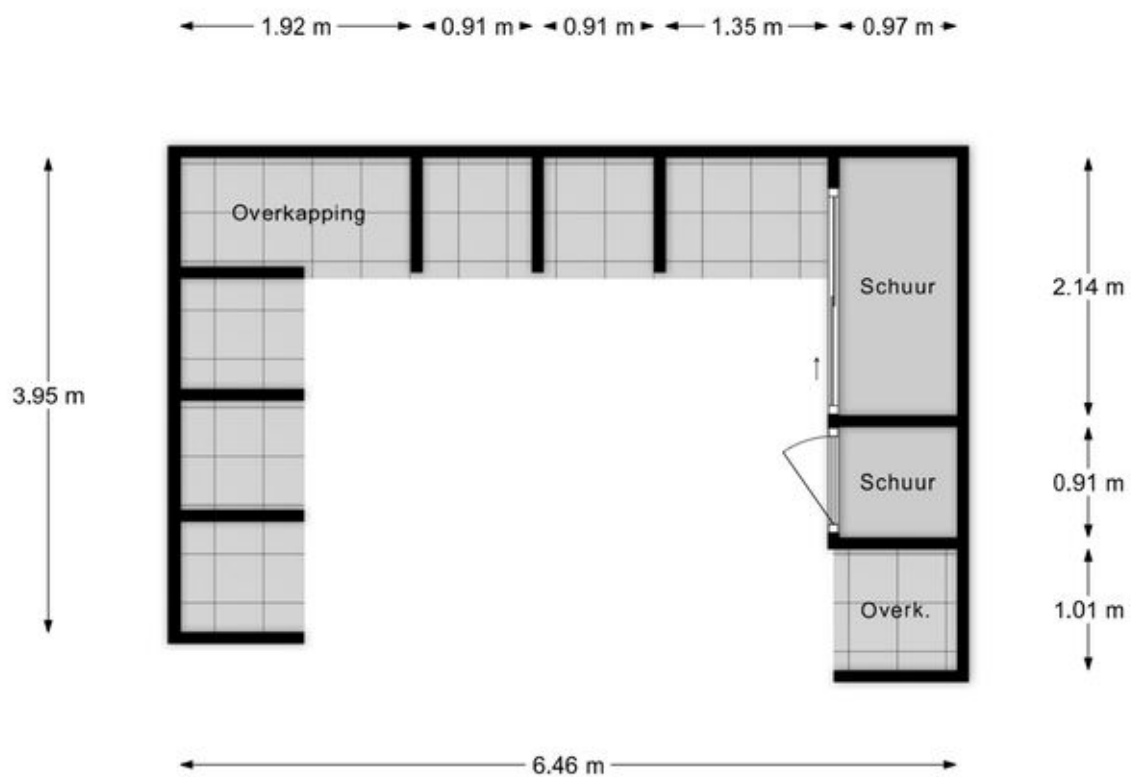 1.92 m 0.91 m 0.91 m 1.35 m 0.97 m
Overkapping
Schuur
2.14 m
3.95 m
Schuur
0.91 m
Overk.
1.01 m
6.46 m